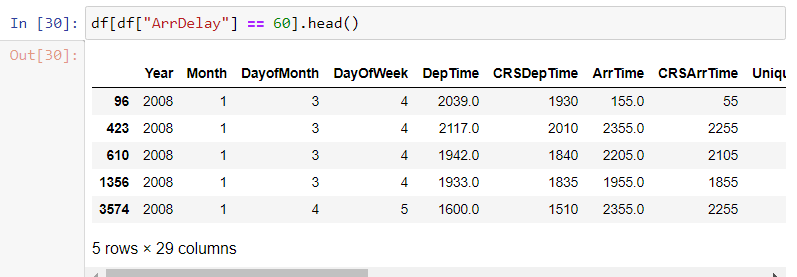 In [30]: df[df["ArrDelay"] == 60].head()
Out[30]:
Year Month DayofMonth DayOfWeek DepTime CRSDepTime ArrTime CRSArrTime Uniqu
96 2008 1 3 4 2039.0 1930 155.0 55
423 2008 1 3 4 2117.0 2010 2355.0 2255
610 2008 1 3 4 1942.0 1840 2205.0 2105
1356 2008 1 3 4 1933.0 1835 1955.0 1855
3574 2008 1 4 5 1600.0 1510 2355.0 2255
5 rows × 29 columns